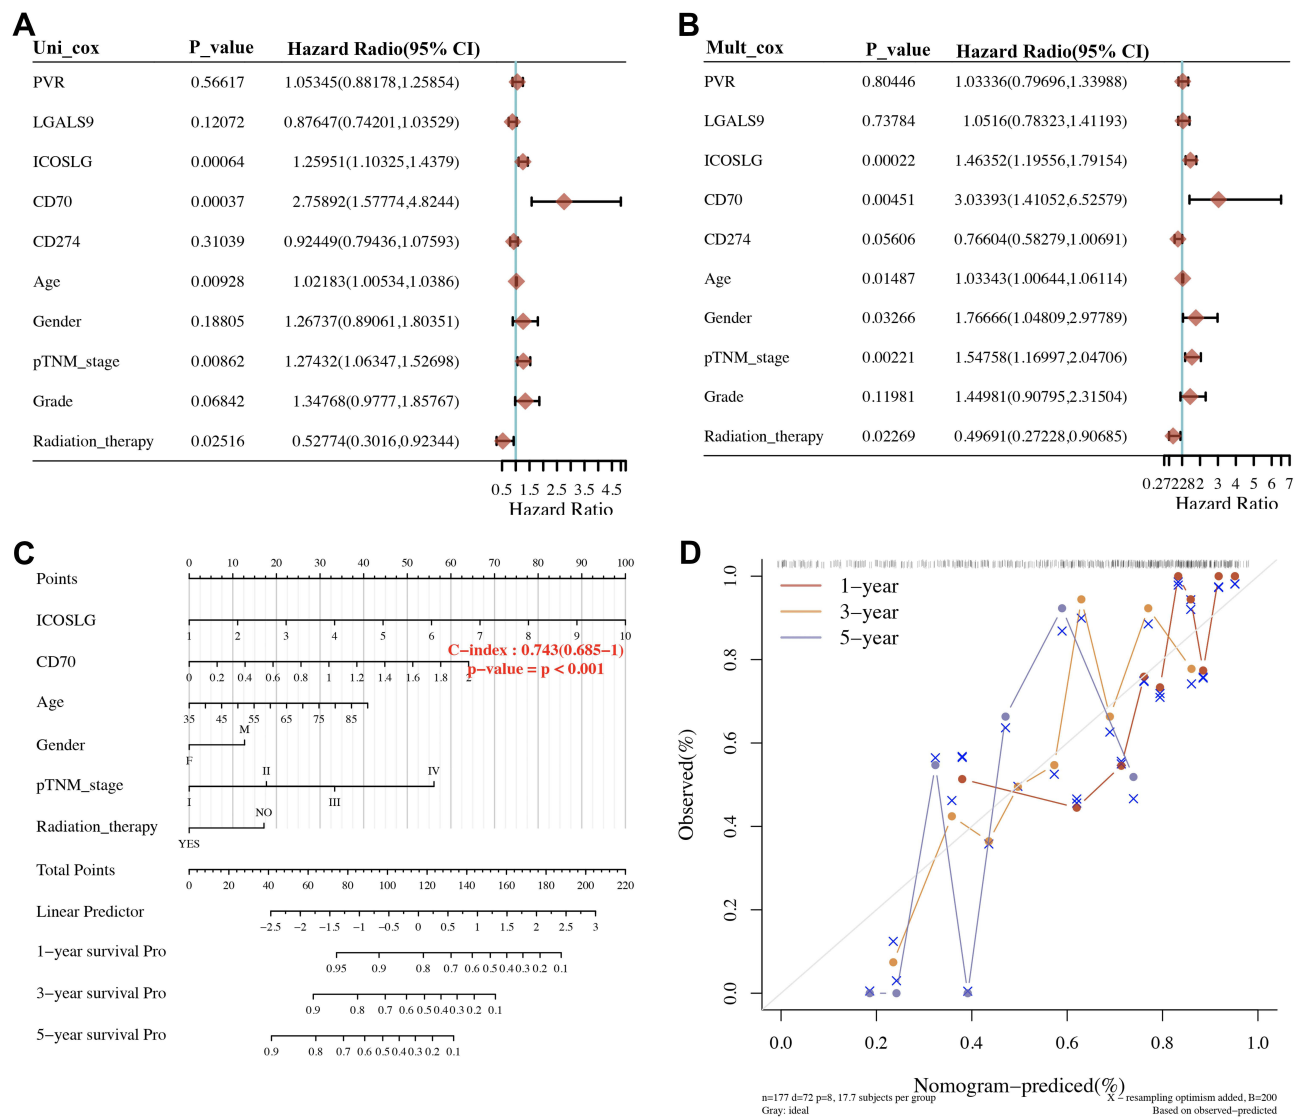 A
Uni_cox P_value Hazard Radio(95% CI)
PVR 0.56617 1.05345(0.88178,1.25854)
LGALS9 0.12072 0.87647(0.74201,1.03529)
ICOSLG 0.00064 1.25951(1.10325,1.4379)
CD70 0.00037 2.75892(1.57774,4.8244)
CD274 0.31039 0.92449(0.79436,1.07593)
Age 0.00928 1.02183(1.00534,1.0386)
Gender 0.18805 1.26737(0.89061,1.80351)
pTNM_stage 0.00862 1.27432(1.06347,1.52698)
Grade 0.06842 1.34768(0.9777,1.85767)
Radiation_therapy 0.02516 0.52774(0.3016,0.92344)
0.5 1.5 2.5 3.5 4.5
Hazard Ratio
B
Mult_cox P_value Hazard Radio(95% CI)
PVR 0.80446 1.03336(0.79696,1.33988)
LGALS9 0.73784 1.0516(0.78323,1.41193)
ICOSLG 0.00022 1.46352(1.19556,1.79154)
CD70 0.00451 3.03393(1.41052,6.52579)
CD274 0.05606 0.76604(0.58279,1.00691)
Age 0.01487 1.03343(1.00644,1.06114)
Gender 0.03266 1.76666(1.04809,2.97789)
pTNM_stage 0.00221 1.54758(1.16997,2.04706)
Grade 0.11981 1.44981(0.90795,2.31504)
Radiation_therapy 0.02269 0.49691(0.27228,0.90685)
0.27228 2 3 4 5 6 7
Hazard Ratio
C
0 10 20 30 40 50 60 70 80 90 100
Points
ICOSLG
1 2 3 4 5 6 7 8 9 10
C−index : 0.743(0.685−1)
p−value = p < 0.001
CD70
0 0.2 0.4 0.6 0.8 1 1.2 1.4 1.6 1.8 2
Age
35 45 55 65 75 85
M
Gender
F
II IV
pTNM_stage
I III
NO
Radiation_therapy
YES
Total Points
0 20 40 60 80 100 120 140 160 180 200 220
Linear Predictor
−2.5 −2 −1.5 −1 −0.5 0 0.5 1 1.5 2 2.5 3
1−year survival Pro
0.95 0.9 0.8 0.7 0.6 0.5 0.4 0.3 0.2 0.1
3−year survival Pro
0.9 0.8 0.7 0.6 0.5 0.4 0.3 0.2 0.1
5−year survival Pro
0.9 0.8 0.7 0.6 0.5 0.4 0.3 0.2 0.1
D
1−year
3−year
5−year
Observed(%)
1.0
0.8
0.6
0.4
0.2
0.0
0.0 0.2 0.4 0.6 0.8 1.0
Nomogram−prediced(%)
n=177 d=72 p=8, 17.7 subjects per group
Gray: ideal
X − resampling optimism added, B=200
Based on observed−predicted